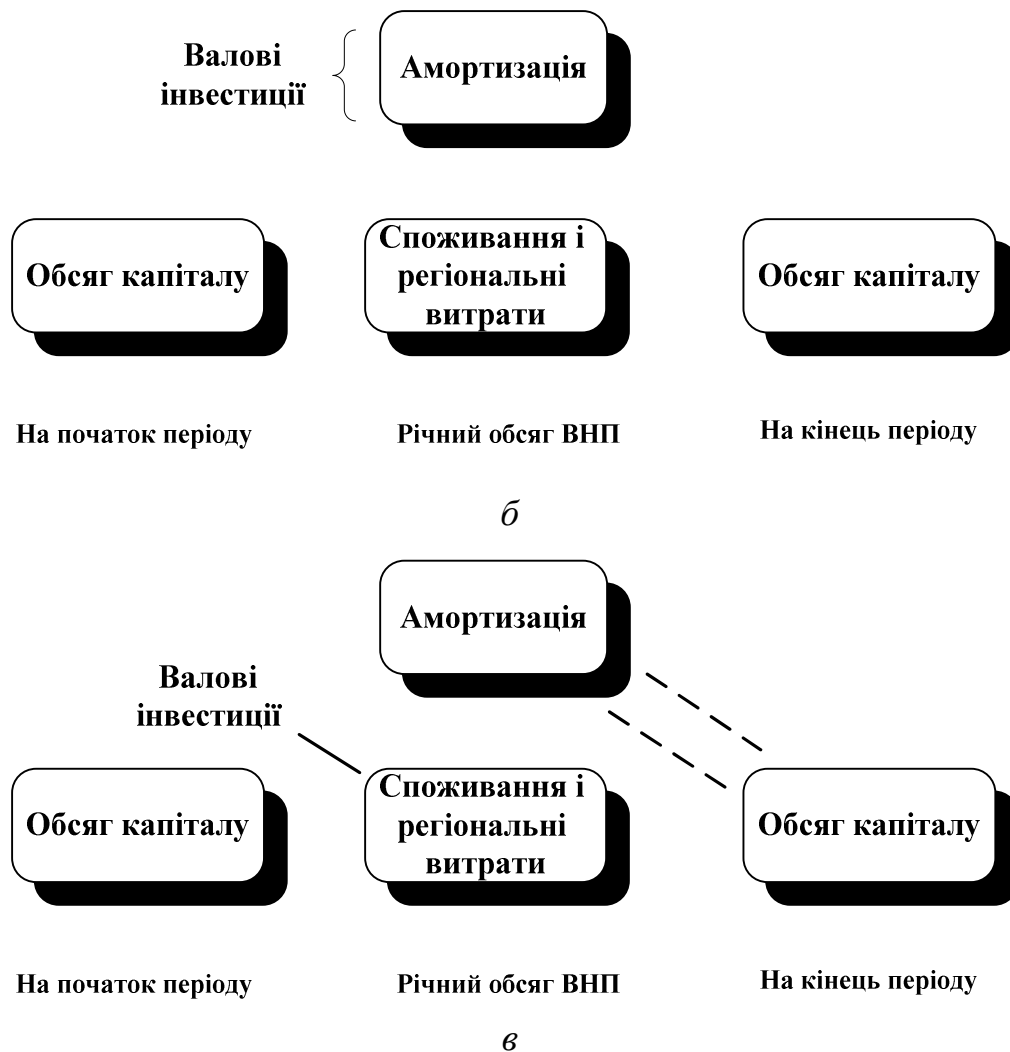 Валові
інвестиції
Амортизація
Обсяг капіталу
Споживання і
регіональні
витрати
Обсяг капіталу
На початок періоду
Річний обсяг ВНП
На кінець періоду
б
Амортизація
Валові
інвестиції
Обсяг капіталу
Споживання і
регіональні
витрати
Обсяг капіталу
На початок періоду
Річний обсяг ВНП
На кінець періоду
в